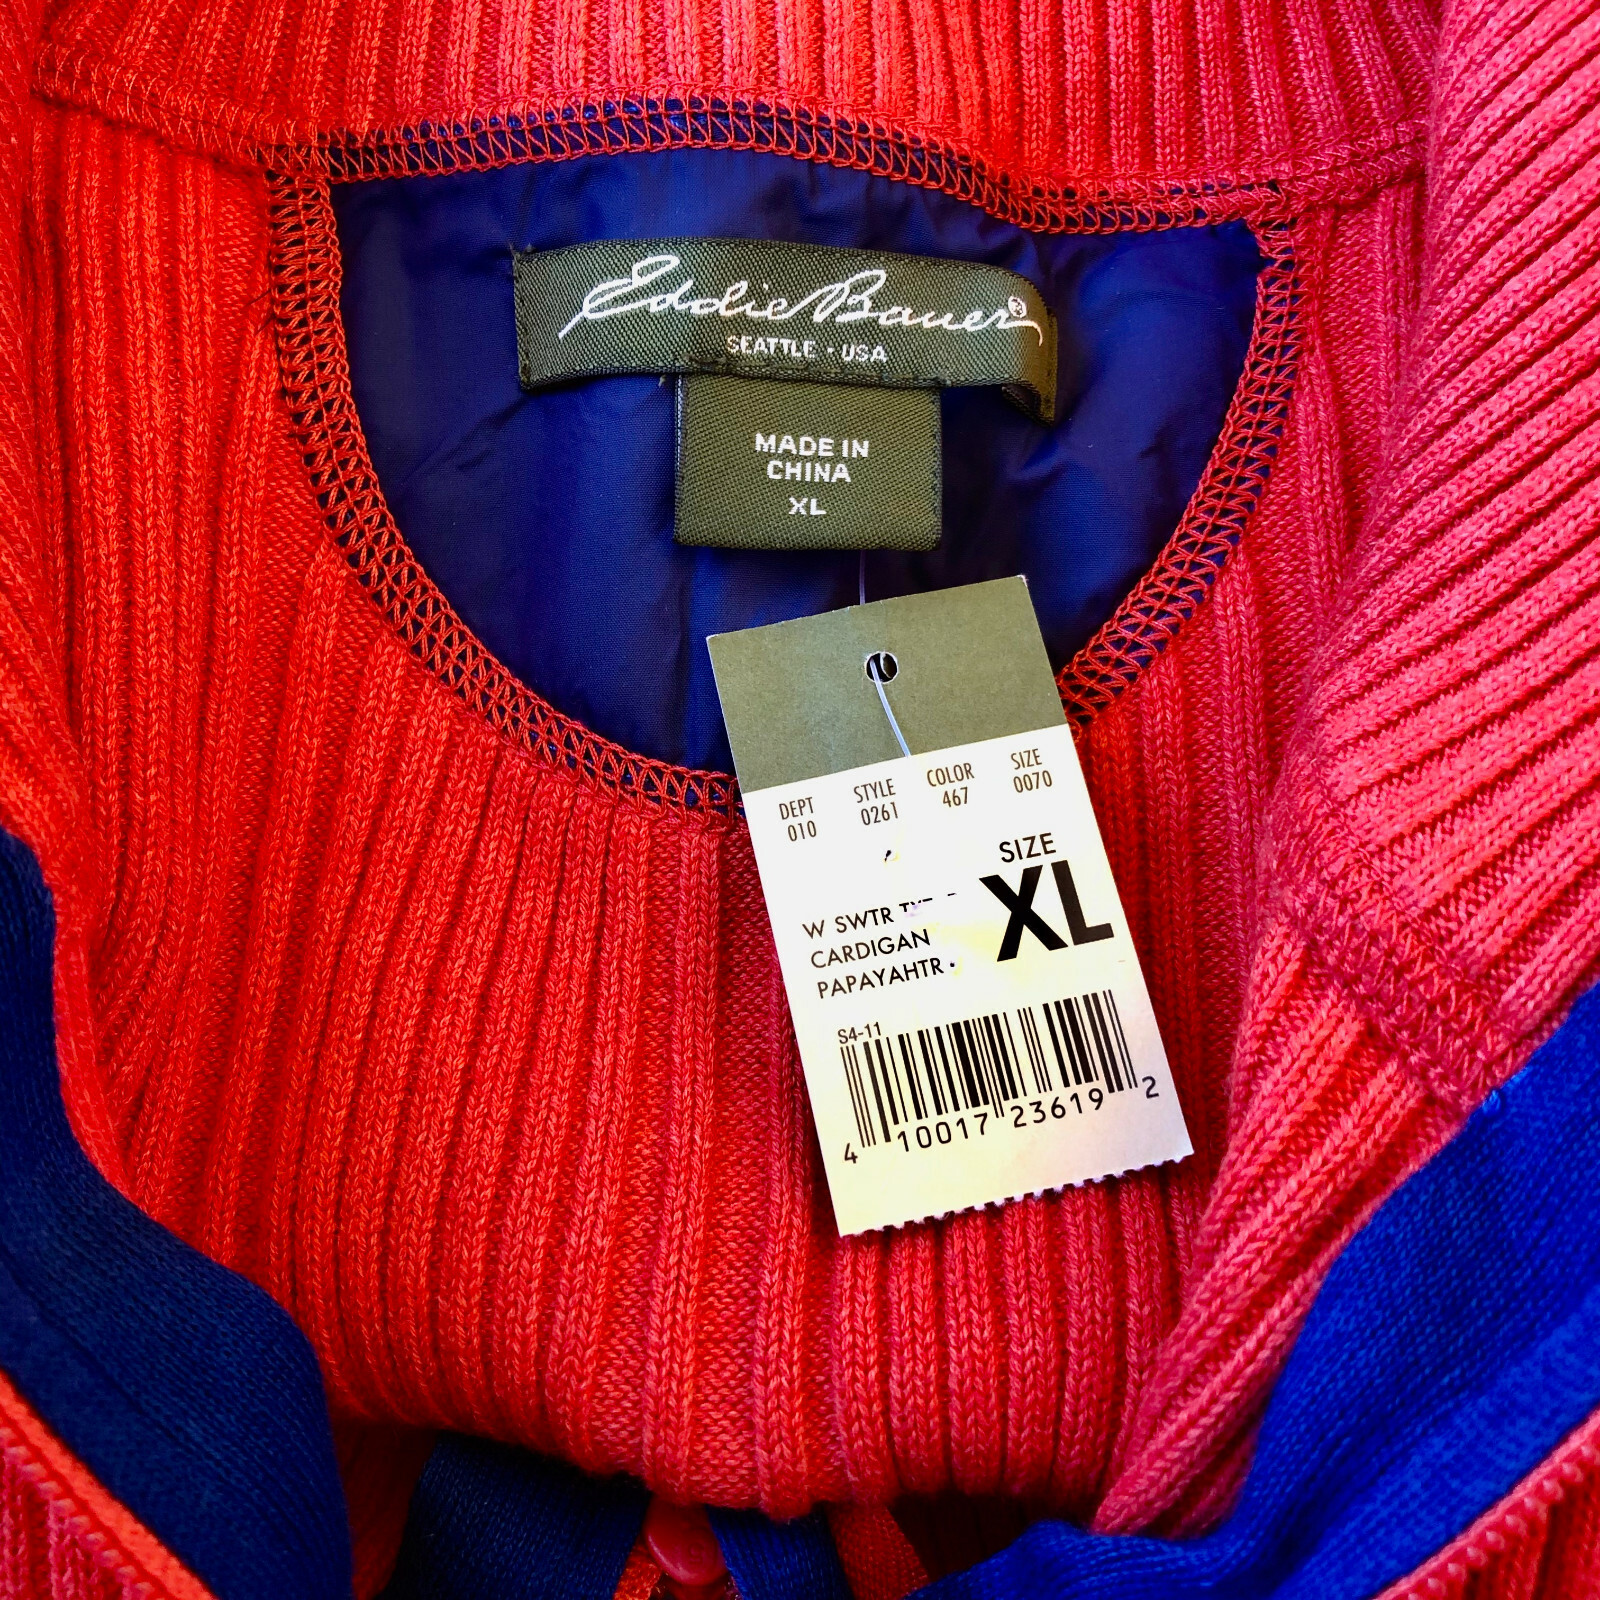 Eddie Bauer
SEATTLE · USA
MADE IN
CHINA
XL
DEPT STYLE COLOR SIZE
010 0261 467 0070
SIZE
XL
W SWTR
CARDIGAN
PAPAYAHTR
S4-11
4 10017 23619 2